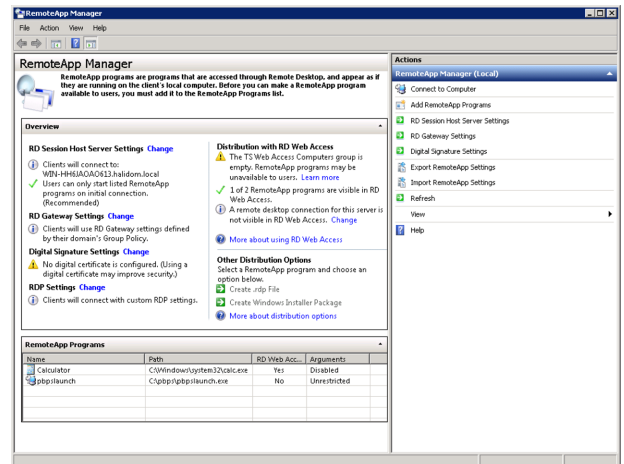 RemoteApp Manager
File Action View Help
RemoteApp Manager
RemoteApp programs are programs that are accessed through Remote Desktop, and appear as if
they are running on the client's local computer. Before you can make a RemoteApp program
available to users, you must add it to the RemoteApp Programs list.
Overview
RD Session Host Server Settings Change
Clients will connect to:
WIN-HH6JAOAO613.halidom.local
Users can only start listed RemoteApp
programs on initial connection.
(Recommended)
RD Gateway Settings Change
Clients will use RD Gateway settings defined
by their domain's Group Policy.
Digital Signature Settings Change
No digital certificate is configured. (Using a
digital certificate may improve security.)
RDP Settings Change
Clients will connect with custom RDP settings.
Distribution with RD Web Access
The TS Web Access Computers group is
empty. RemoteApp programs may be
unavailable to users. Learn more
1 of 2 RemoteApp programs are visible in RD
Web Access.
A remote desktop connection for this server is
not visible in RD Web Access. Change
More about using RD Web Access
Other Distribution Options
Select a RemoteApp program and choose an
option below.
Create .rdp File
Create Windows Installer Package
More about distribution options
RemoteApp Programs
Name Path RD Web Acc... Arguments
Calculator C:\Windows\system32\calc.exe Yes Disabled
pbpslaunch C:\pbps\pbpslaunch.exe No Unrestricted
Actions
RemoteApp Manager (Local)
Connect to Computer
Add RemoteApp Programs
RD Session Host Server Settings
RD Gateway Settings
Digital Signature Settings
Export RemoteApp Settings
Import RemoteApp Settings
Refresh
View
Help